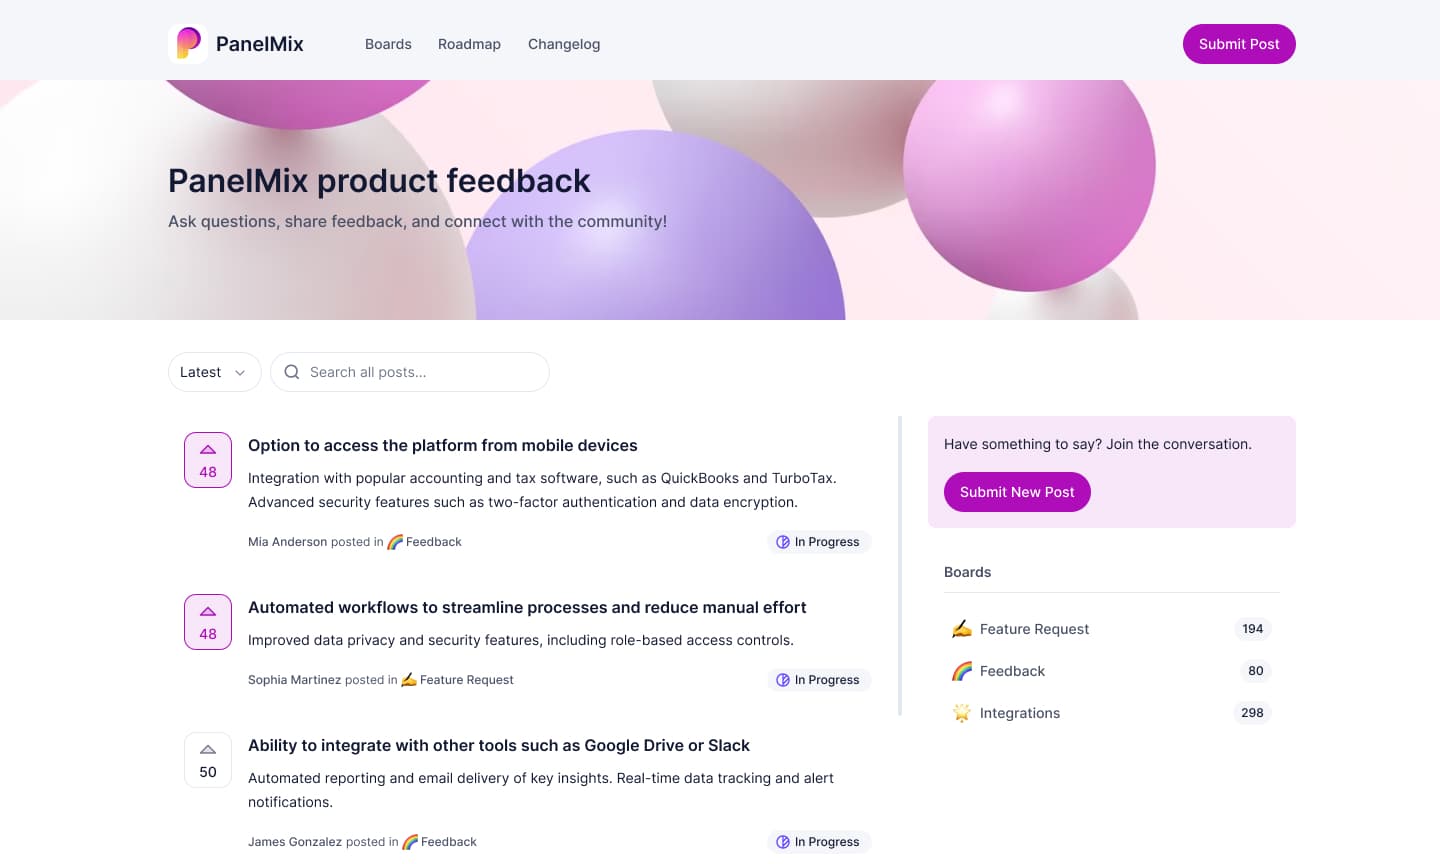 PanelMix
Boards
Roadmap
Changelog
Submit Post
PanelMix product feedback
Ask questions, share feedback, and connect with the community!
Latest
Search all posts...
48
Option to access the platform from mobile devices
Integration with popular accounting and tax software, such as QuickBooks and TurboTax.
Advanced security features such as two-factor authentication and data encryption.
Mia Anderson posted in 🌈 Feedback
In Progress
48
Automated workflows to streamline processes and reduce manual effort
Improved data privacy and security features, including role-based access controls.
Sophia Martinez posted in ✍️ Feature Request
In Progress
50
Ability to integrate with other tools such as Google Drive or Slack
Automated reporting and email delivery of key insights. Real-time data tracking and alert
notifications.
James Gonzalez posted in 🌈 Feedback
In Progress
Have something to say? Join the conversation.
Submit New Post
Boards
✍️ Feature Request 194
🌈 Feedback 80
🌟 Integrations 298